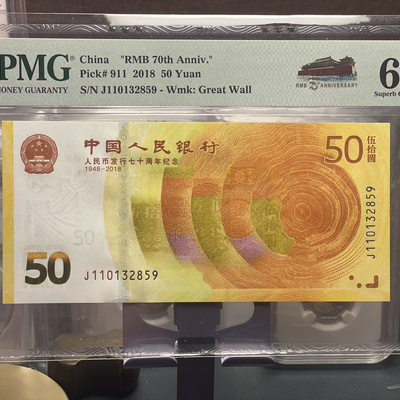 PMG
MONEY GUARANTY
China "RMB 70th Anniv."
Pick# 911 2018 50 Yuan
S/N J110132859 - Wmk: Great Wall
RMB 70 ANNIVERSARY
6
Superb
中国人民银行
人民币发行七十周年纪念
1948-2018
50 伍拾圆
J110132859
50
50
J110132859